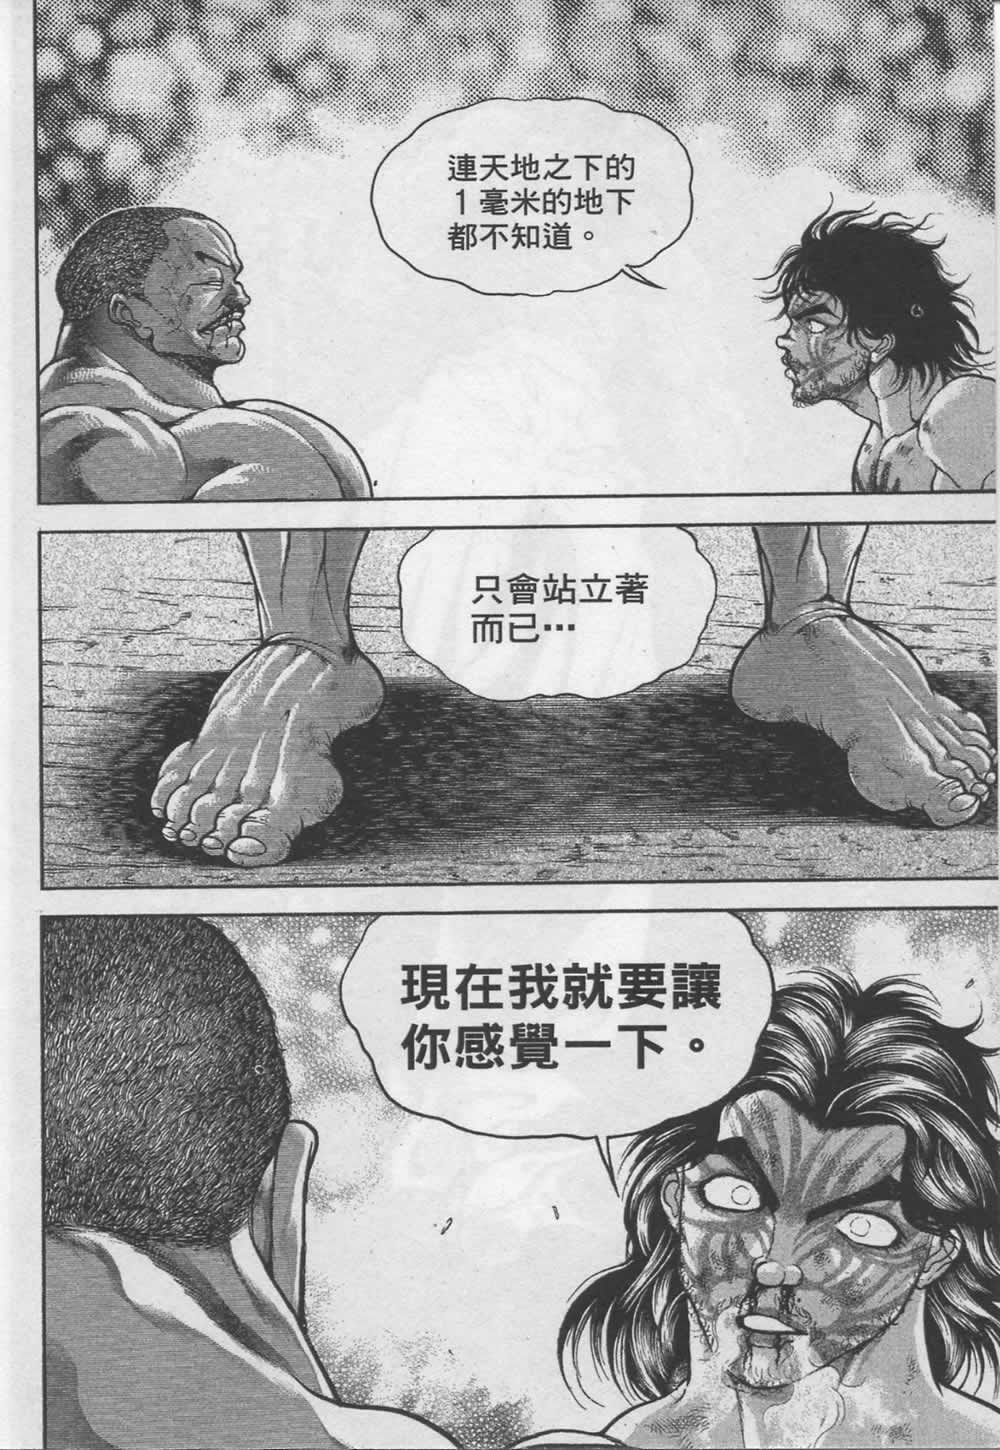 連天地之下的
1毫米的地下
都不知道。
只會站立著
而已…
現在我就要讓
你感覺一下。